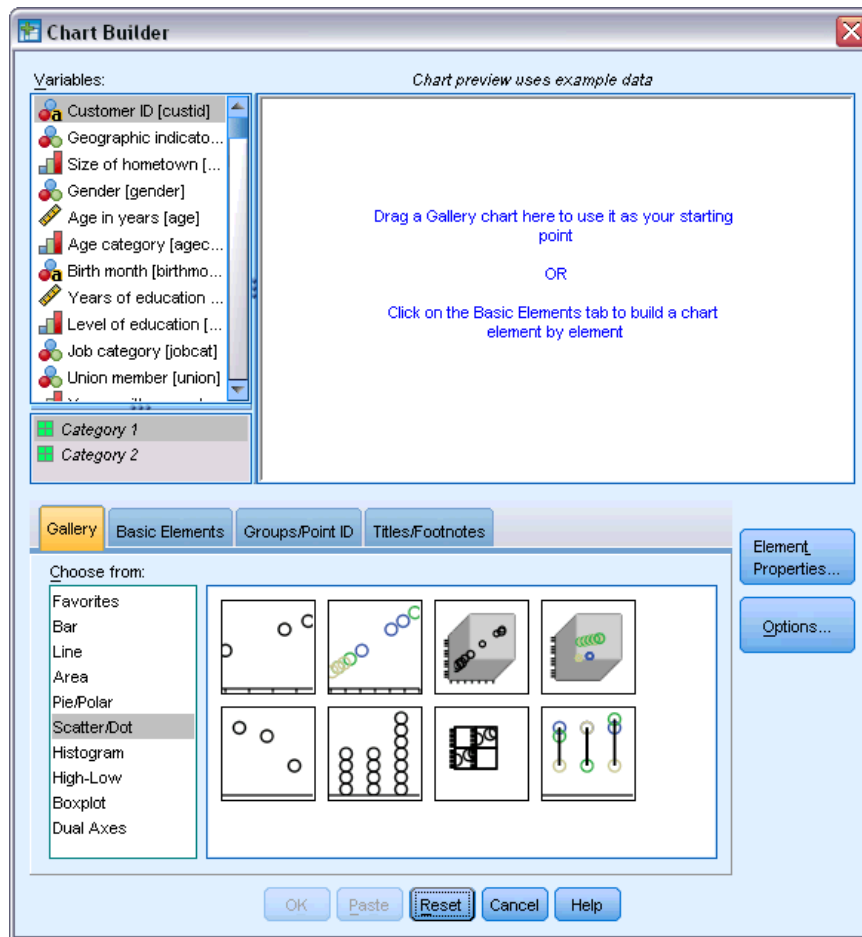 Chart Builder
Variables:
Chart preview uses example data
Customer ID [custid]
Geographic indicato...
Size of hometown [...
Gender [gender]
Age in years [age]
Age category [agec...
Birth month [birthmo...
Years of education ...
Level of education [...
Job category [jobcat]
Union member [union]
Category 1
Category 2
Drag a Gallery chart here to use it as your starting
point
OR
Click on the Basic Elements tab to build a chart
element by element
Gallery
Basic Elements
Groups/Point ID
Titles/Footnotes
Choose from:
Favorites
Bar
Line
Area
Pie/Polar
Scatter/Dot
Histogram
High-Low
Boxplot
Dual Axes
Element
Properties...
Options...
OK
Paste
Reset
Cancel
Help